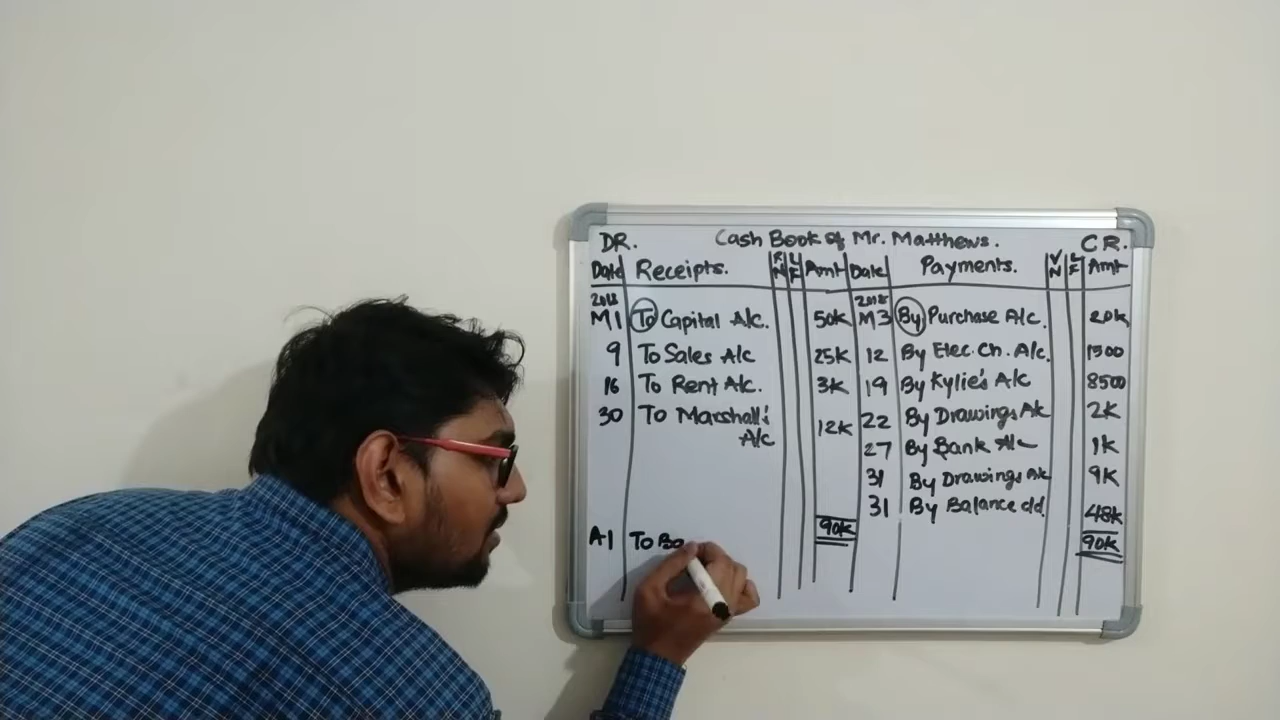 DR. Cash Book of Mr. Matthews. CR.
Date Receipts. RN LF Amt Date Payments. VN LF Amt
2018 2018
M1 To Capital A/c. 50K M3 By Purchase A/c. 20K
9 To Sales A/c 25K 12 By Elec. Ch. A/c. 1500
16 To Rent A/c. 3K 19 By Kylie's A/c 8500
30 To Marshall's 12K 22 By Drawings A/c 2K
A/c 27 By Bank A/c 1K
31 By Drawings A/c 9K
31 By Balance c/d. 48K
90K 90K
A1 To Ba